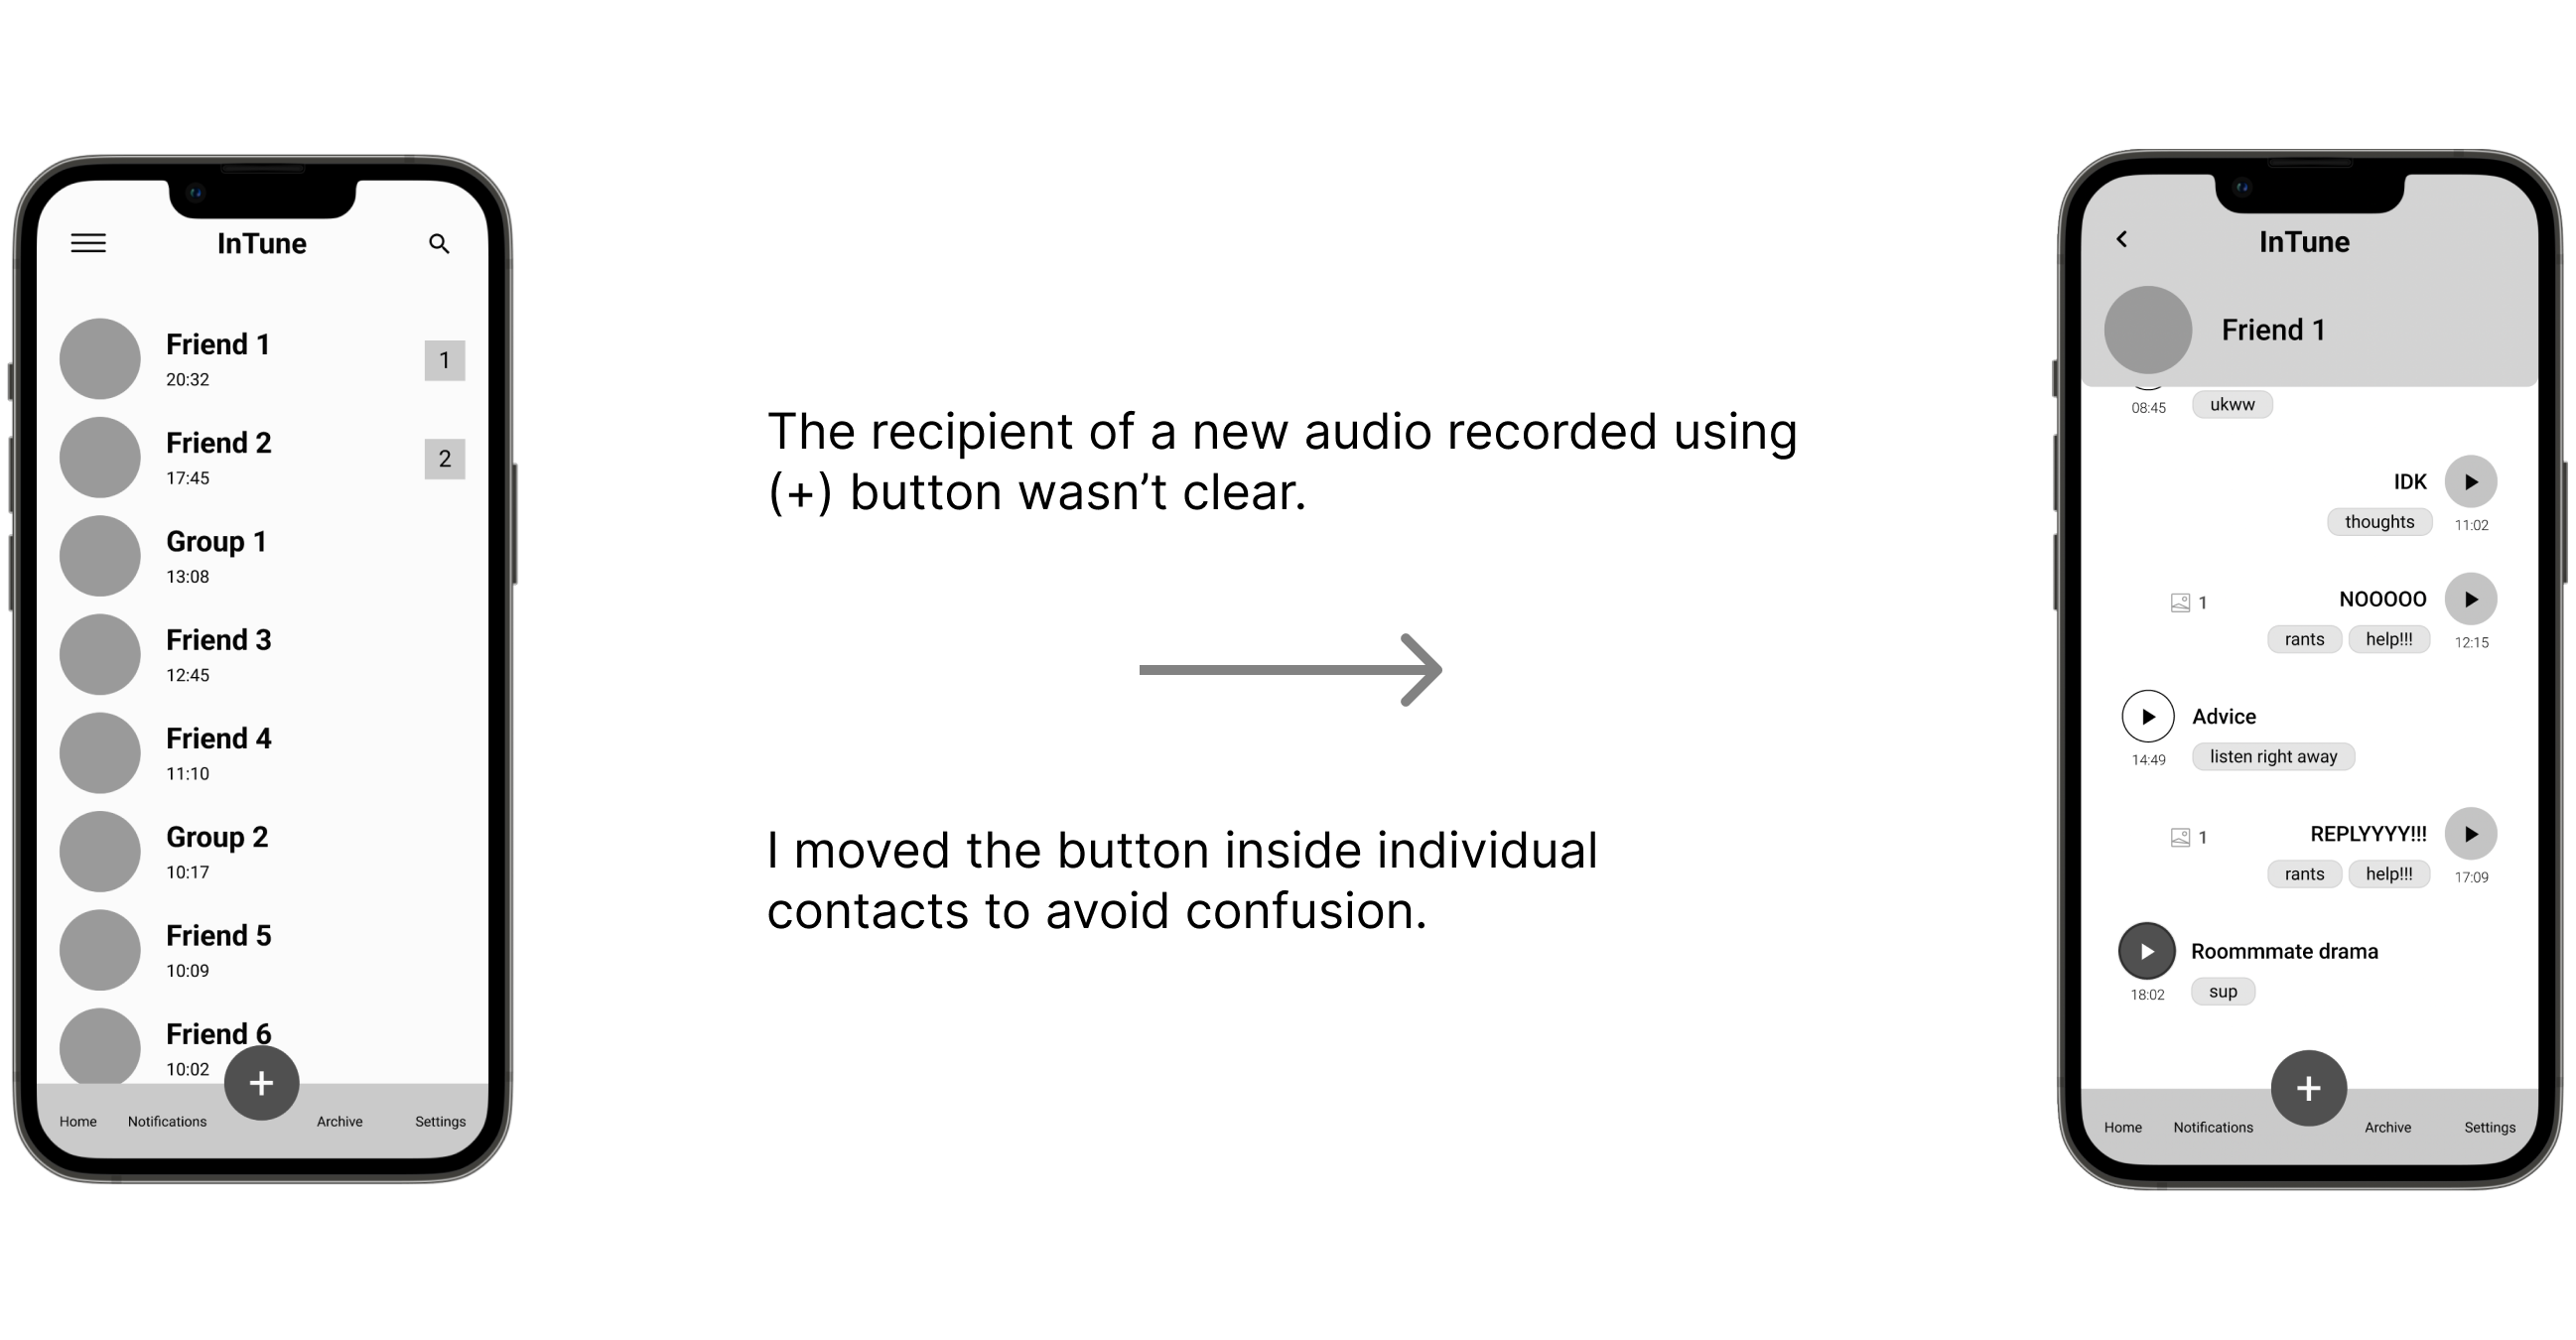 InTune
Friend 1
20:32
1
Friend 2
17:45
2
Group 1
13:08
Friend 3
12:45
Friend 4
11:10
Group 2
10:17
Friend 5
10:09
Friend 6
10:02
+
Home Notifications Archive Settings
The recipient of a new audio recorded using
(+) button wasn’t clear.
I moved the button inside individual
contacts to avoid confusion.
InTune
Friend 1
08:45 ukww
IDK
thoughts 11:02
1 NOOOOO
rants help!!! 12:15
Advice
14:49 listen right away
1 REPLYYYY!!!
rants help!!! 17:09
Roommmate drama
18:02 sup
+
Home Notifications Archive Settings